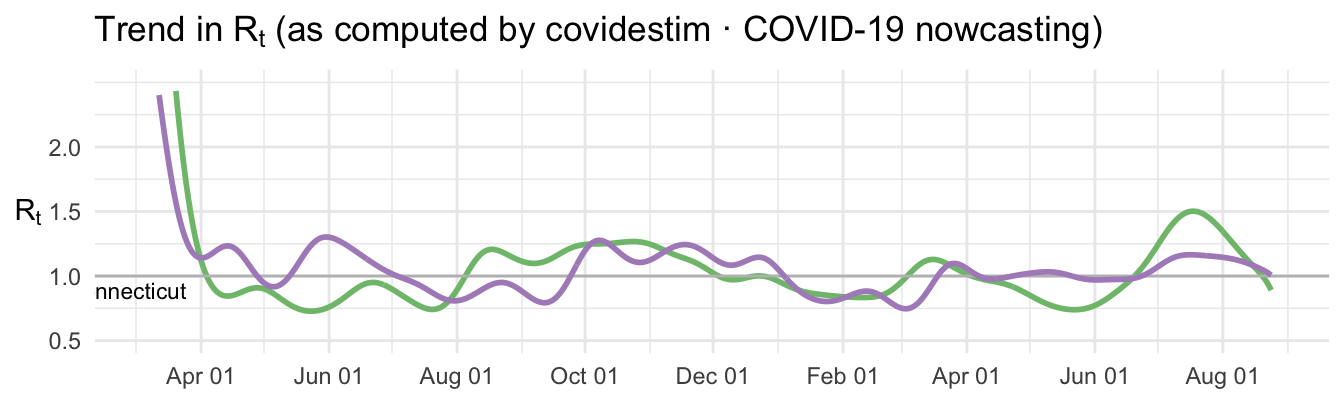 Trend in Rt (as computed by covidestim · COVID-19 nowcasting)
2.0
Rt 1.5
1.0
nnecticut
0.5
Apr 01 Jun 01 Aug 01 Oct 01 Dec 01 Feb 01 Apr 01 Jun 01 Aug 01